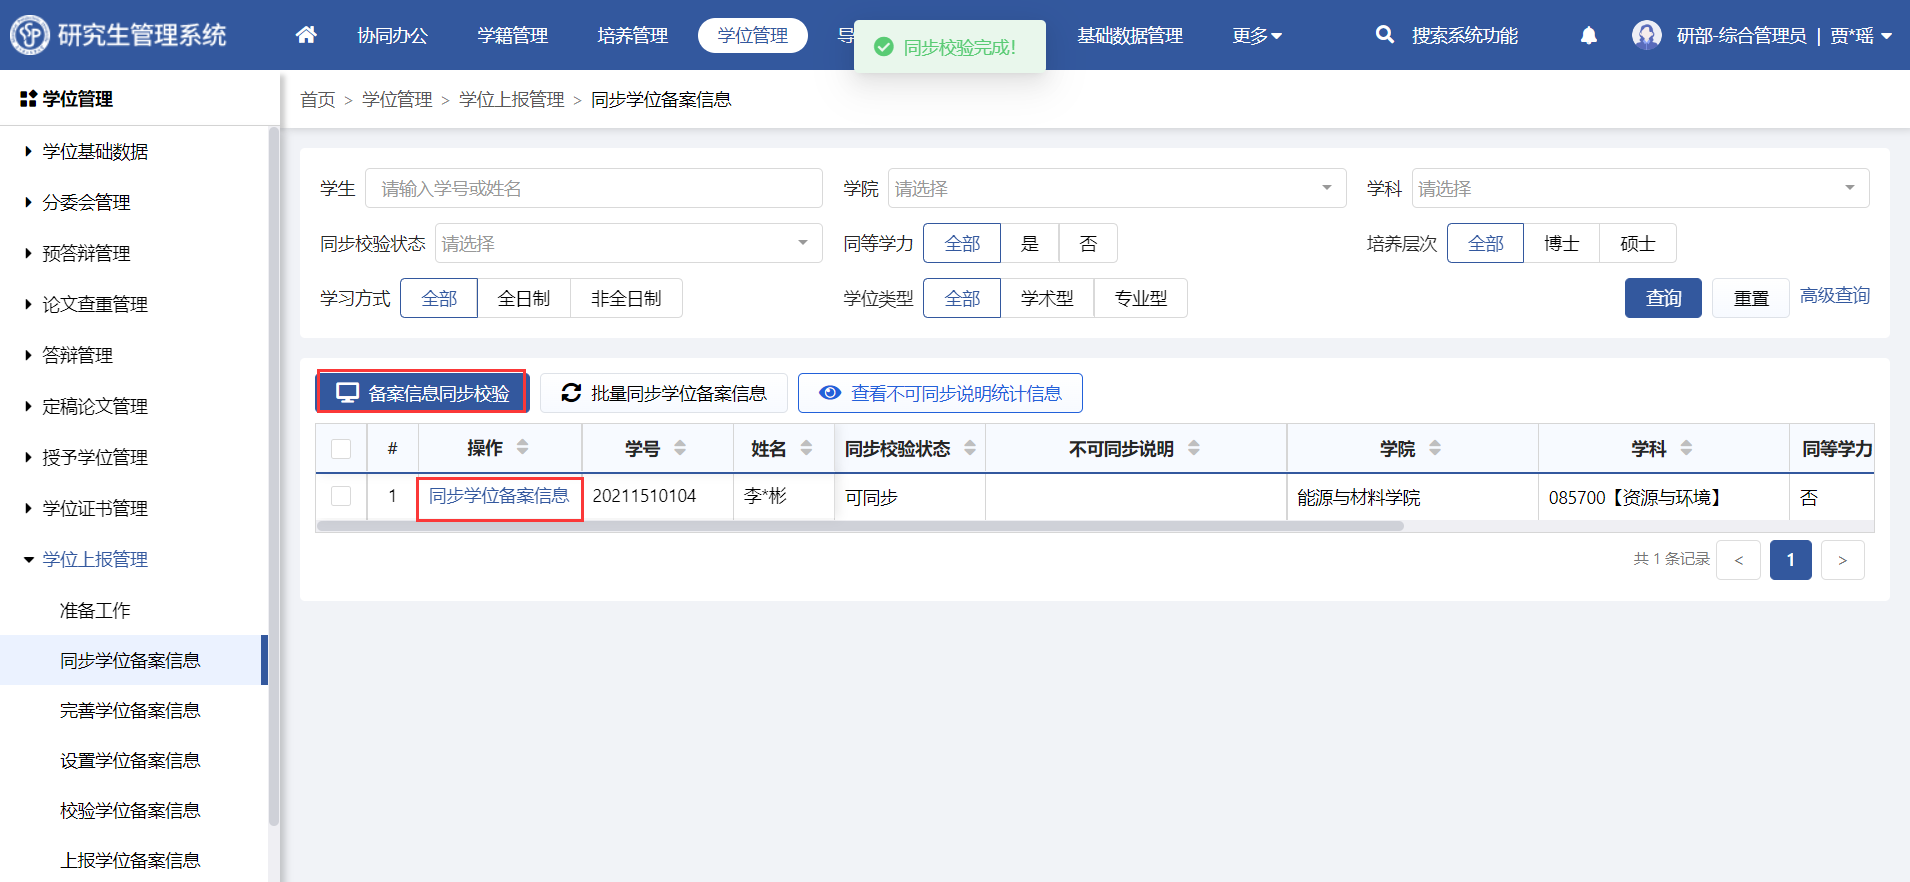 研究生管理系统
协同办公 学籍管理 培养管理 学位管理 导 基础数据管理 更多 搜索系统功能 研部-综合管理员 | 贾*瑶
同步校验完成!
学位管理
首页 > 学位管理 > 学位上报管理 > 同步学位备案信息
学位基础数据
分委会管理
预答辩管理
论文查重管理
答辩管理
定稿论文管理
授予学位管理
学位证书管理
学位上报管理
准备工作
同步学位备案信息
完善学位备案信息
设置学位备案信息
校验学位备案信息
上报学位备案信息
学生 请输入学号或姓名 学院 请选择 学科 请选择
同步校验状态 请选择 同等学力 全部 是 否 培养层次 全部 博士 硕士
学习方式 全部 全日制 非全日制 学位类型 全部 学术型 专业型 查询 重置 高级查询
备案信息同步校验 批量同步学位备案信息 查看不可同步说明统计信息
# 操作 学号 姓名 同步校验状态 不可同步说明 学院 学科 同等学力
1 同步学位备案信息 20211510104 李*彬 可同步 能源与材料学院 085700【资源与环境】 否
共 1 条记录 < 1 >